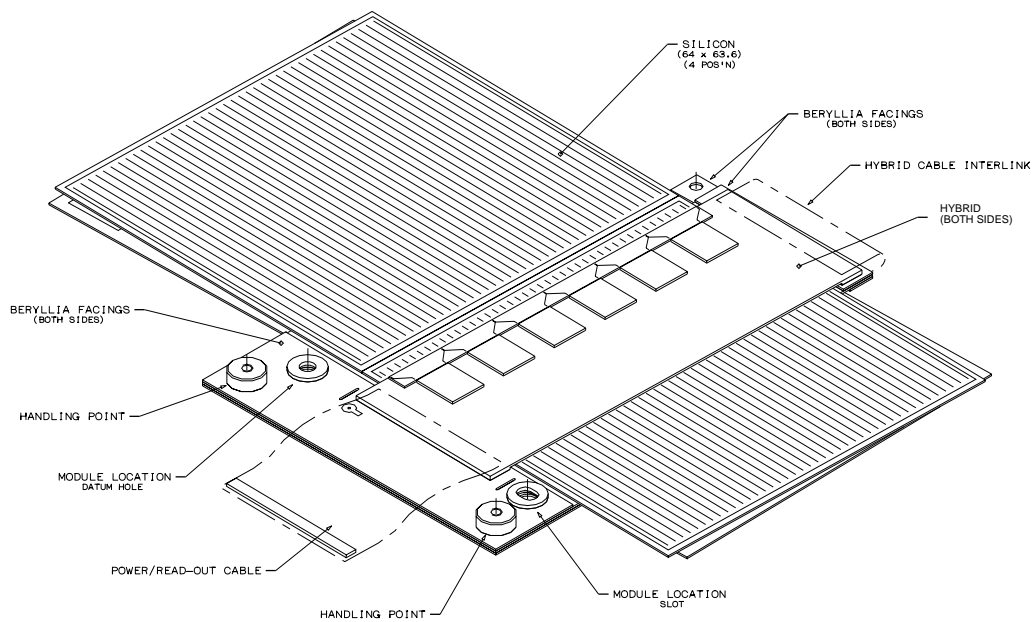 SILICON
(64 x 63.6)
(4 POS'N)
BERYLLIA FACINGS
(BOTH SIDES)
HYBRID CABLE INTERLINK
HYBRID
(BOTH SIDES)
BERYLLIA FACINGS
(BOTH SIDES)
HANDLING POINT
MODULE LOCATION
DATUM HOLE
POWER/READ-OUT CABLE
HANDLING POINT
MODULE LOCATION
SLOT